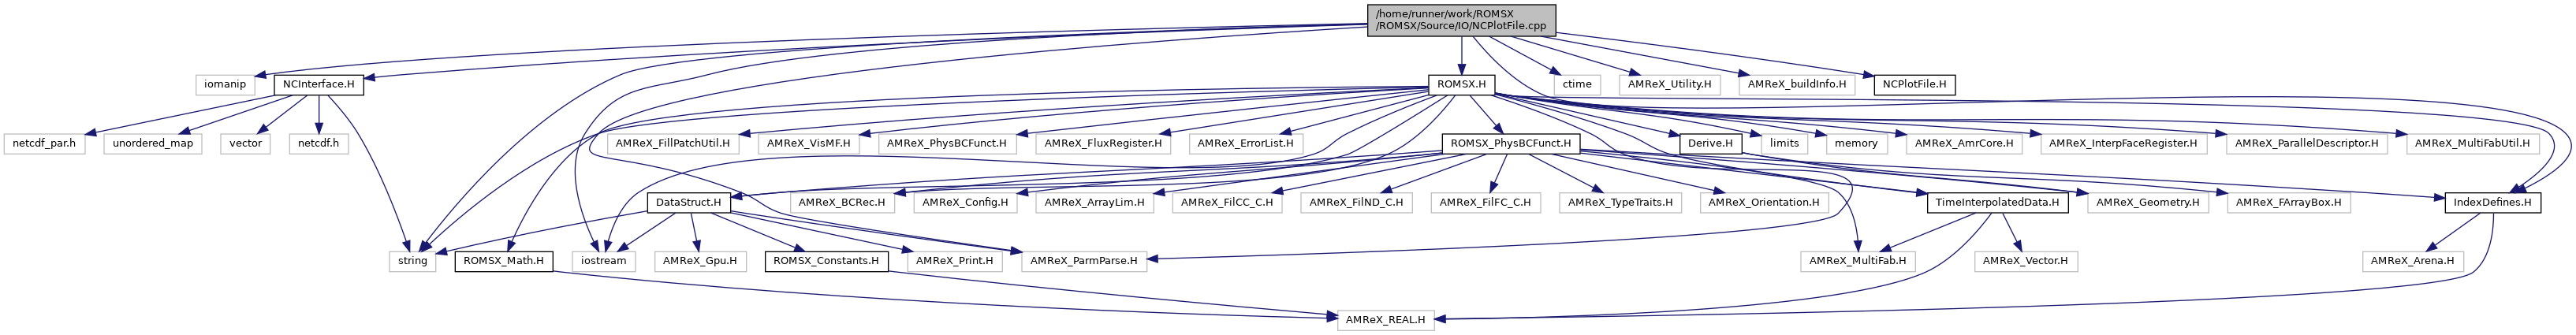 /home/runner/work/ROMSX
/ROMSX/Source/IO/NCPlotFile.cpp
iomanip
NCInterface.H
ROMSX.H
ctime
AMReX_Utility.H
AMReX_buildInfo.H
NCPlotFile.H
netcdf_par.h
unordered_map
vector
netcdf.h
AMReX_FillPatchUtil.H
AMReX_VisMF.H
AMReX_PhysBCFunct.H
AMReX_FluxRegister.H
AMReX_ErrorList.H
ROMSX_PhysBCFunct.H
Derive.H
limits
memory
AMReX_AmrCore.H
AMReX_InterpFaceRegister.H
AMReX_ParallelDescriptor.H
AMReX_MultiFabUtil.H
DataStruct.H
AMReX_BCRec.H
AMReX_Config.H
AMReX_ArrayLim.H
AMReX_FilCC_C.H
AMReX_FilND_C.H
AMReX_FilFC_C.H
AMReX_TypeTraits.H
AMReX_Orientation.H
TimeInterpolatedData.H
AMReX_Geometry.H
AMReX_FArrayBox.H
IndexDefines.H
string
ROMSX_Math.H
iostream
AMReX_Gpu.H
ROMSX_Constants.H
AMReX_Print.H
AMReX_ParmParse.H
AMReX_MultiFab.H
AMReX_Vector.H
AMReX_Arena.H
AMReX_REAL.H